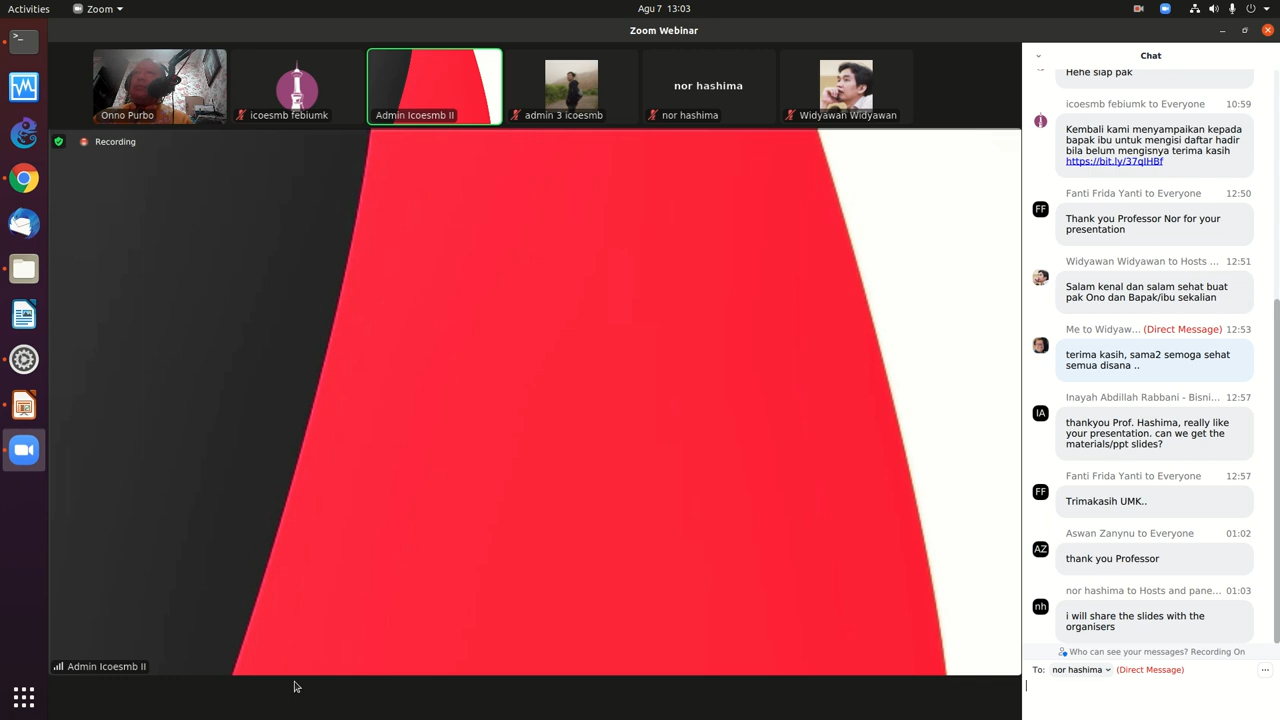 Activities
Zoom
Agu 7 13:03
Zoom Webinar
Onno Purbo
icoesmb febiumk
Admin Icoesmb II
admin 3 icoesmb
nor hashima
nor hashima
Widyawan Widyawan
Recording
Admin Icoesmb II
Chat
Hehe siap pak
icoesmb febiumk to Everyone 10:59
Kembali kami menyampaikan kepada
bapak ibu untuk mengisi daftar hadir
bila belum mengisnya terima kasih
https://bit.ly/37qIHBf
Fanti Frida Yanti to Everyone 12:50
FF
Thank you Professor Nor for your
presentation
Widyawan Widyawan to Hosts ... 12:51
Salam kenal dan salam sehat buat
pak Ono dan Bapak/ibu sekalian
Me to Widyaw... (Direct Message) 12:53
terima kasih, sama2 semoga sehat
semua disana ..
Inayah Abdillah Rabbani - Bisni... 12:57
IA
thankyou Prof. Hashima, really like
your presentation. can we get the
materials/ppt slides?
Fanti Frida Yanti to Everyone 12:57
FF
Trimakasih UMK..
Aswan Zanynu to Everyone 01:02
AZ
thank you Professor
nor hashima to Hosts and pane... 01:03
nh
i will share the slides with the
organisers
Who can see your messages? Recording On
To: nor hashima (Direct Message)